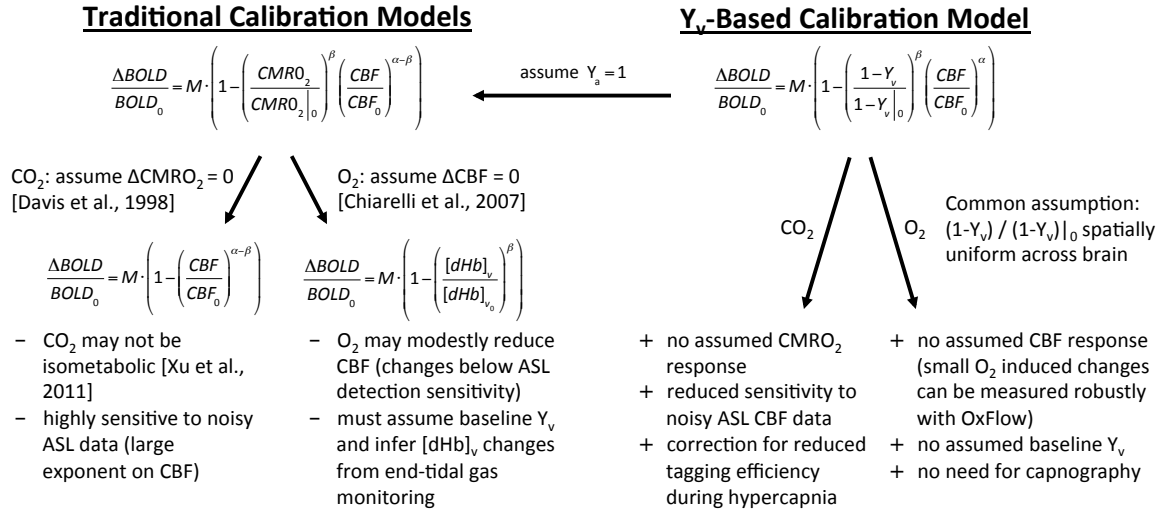 Traditional Calibration Models
ΔBOLD / BOLD₀ = M · (1 − (CMR0₂ / CMR0₂|₀)^β (CBF / CBF₀)^(α−β))
CO₂: assume ΔCMRO₂ = 0
[Davis et al., 1998]
O₂: assume ΔCBF = 0
[Chiarelli et al., 2007]
ΔBOLD / BOLD₀ = M · (1 − (CBF / CBF₀)^(α−β))
ΔBOLD / BOLD₀ = M · (1 − ([dHb]ᵥ / [dHb]ᵥ₀)^β)
− CO₂ may not be
isometabolic [Xu et al.,
2011]
− highly sensitive to noisy
ASL data (large
exponent on CBF)
− O₂ may modestly reduce
CBF (changes below ASL
detection sensitivity)
− must assume baseline Yᵥ
and infer [dHb]ᵥ changes
from end-tidal gas
monitoring
assume Yₐ = 1
Yᵥ-Based Calibration Model
ΔBOLD / BOLD₀ = M · (1 − ((1−Yᵥ) / (1−Yᵥ|₀))^β (CBF / CBF₀)^α)
CO₂
O₂
Common assumption:
(1-Yᵥ) / (1-Yᵥ)|₀ spatially
uniform across brain
+ no assumed CMRO₂
response
+ reduced sensitivity to
noisy ASL CBF data
+ correction for reduced
tagging efficiency
during hypercapnia
+ no assumed CBF response
(small O₂ induced changes
can be measured robustly
with OxFlow)
+ no assumed baseline Yᵥ
+ no need for capnography